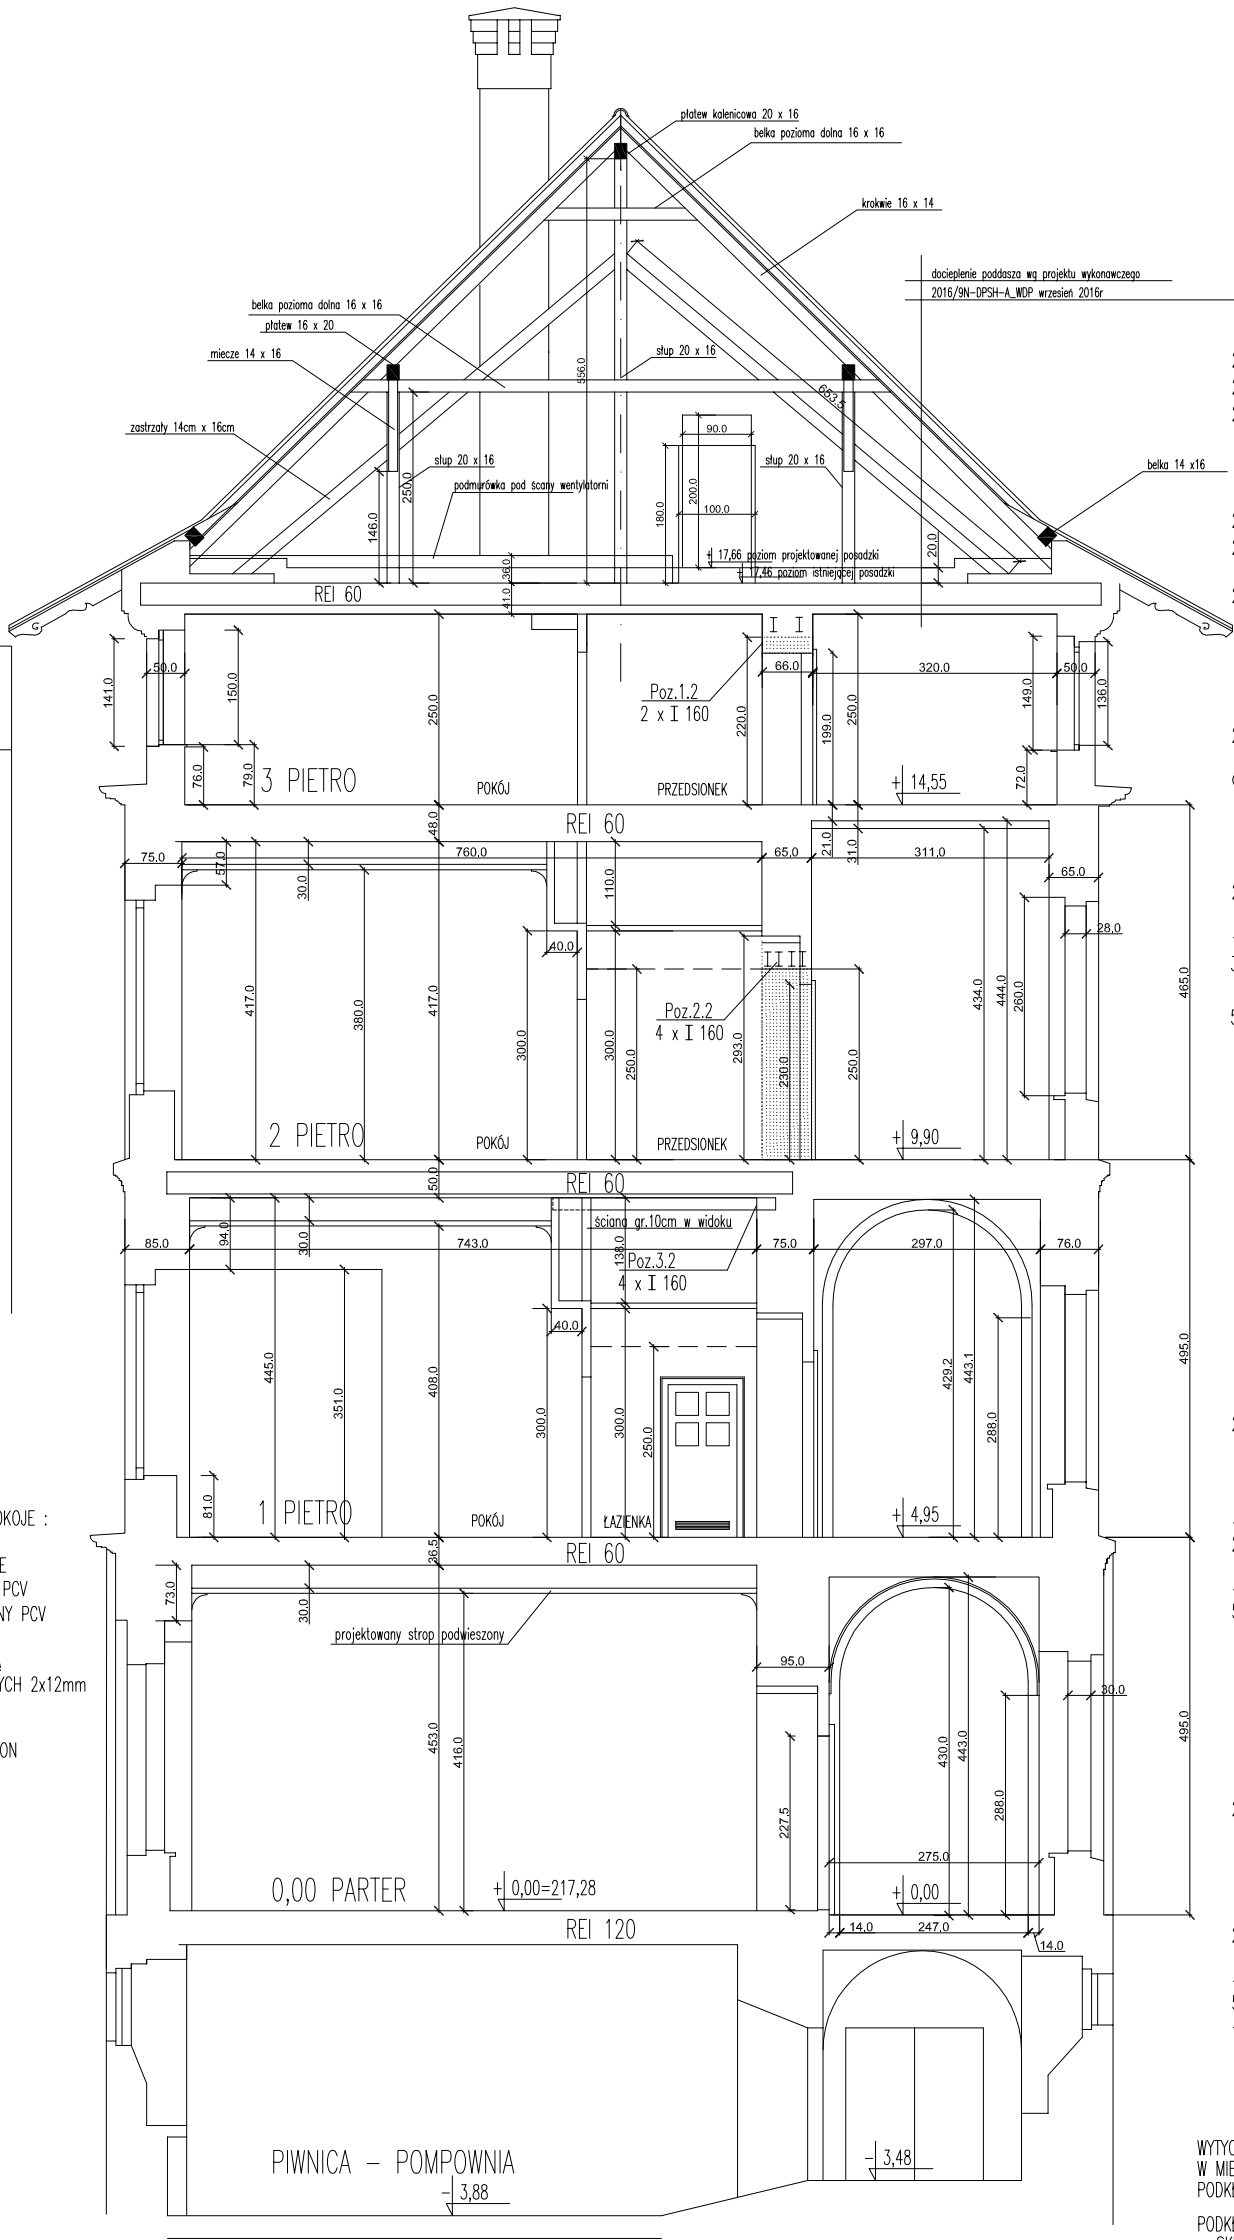 płatew kalenicowa 20 x 16
belka pozioma dolna 16 x 16
krokwie 16 x 14
docieplenie poddasza wg projektu wykonawczego
2016/9N-DPSH-A_WDP wrzesień 2016r
belka pozioma dolna 16 x 16
płatew 16 x 20
miecze 14 x 16
słup 20 x 16
556.0
653.5
zastrzały 14cm x 16cm
90.0
słup 20 x 16
słup 20 x 16
belka 14 x16
podmurówka pod ścany wentylatorni
250.0
200.0
180.0
100.0
146.0
20.0
+ 17,66 poziom projektowanej posadzki
+ 17,46 poziom istniejącej posadzki
36.0
41.0
REI 60
I I
50.0
66.0
320.0
50.0
141.0
150.0
250.0
Poz.1.2
2 x I 160
220.0
199.0
250.0
149.0
136.0
76.0
79.0
72.0
3 PIETRO
POKÓJ
PRZEDSIONEK
+ 14,55
48.0
REI 60
21.0
31.0
75.0
57.0
760.0
65.0
311.0
30.0
110.0
65.0
28.0
40.0
IIII
417.0
380.0
417.0
300.0
300.0
250.0
Poz.2.2
4 x I 160
293.0
230.0
250.0
434.0
444.0
260.0
465.0
2 PIETRO
POKÓJ
PRZEDSIONEK
+ 9,90
50.0
REI 60
ściana gr.10cm w widoku
94.0
30.0
85.0
743.0
138.0
75.0
297.0
76.0
Poz.3.2
4 x I 160
40.0
445.0
351.0
408.0
300.0
300.0
250.0
429.2
443.1
288.0
495.0
81.0
1 PIETRO
POKÓJ
ŁAZIENKA
+ 4,95
OKOJE :
36.5
REI 60
E
PCV
NY PCV
73.0
30.0
projektowany strop podwieszony
YCH 2x12mm
95.0
30.0
ON
453.0
416.0
227.5
430.0
443.0
288.0
495.0
275.0
0,00 PARTER
+ 0,00=217,28
+ 0,00
REI 120
14.0
247.0
14.0
PIWNICA – POMPOWNIA
– 3,88
– 3,48
WYTYC
W MIE